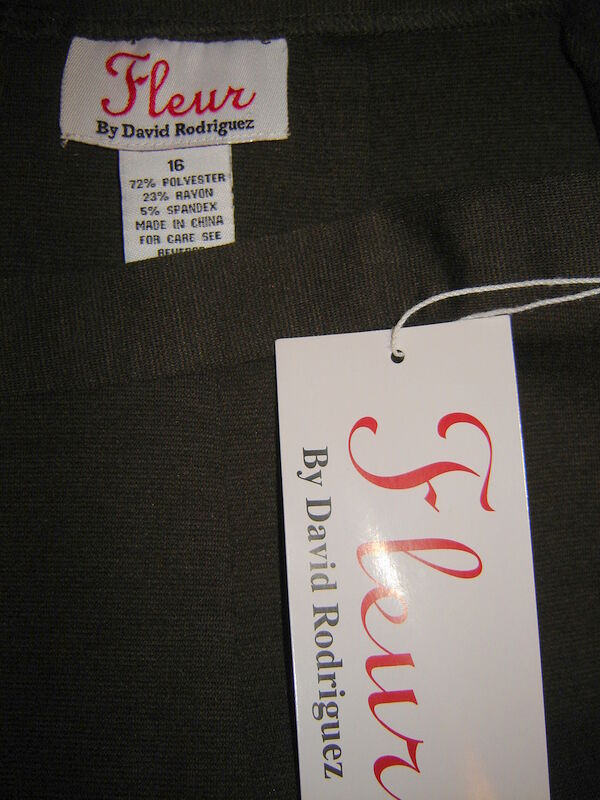 Fleur
By David Rodriguez
16
72% POLYESTER
23% RAYON
5% SPANDEX
MADE IN CHINA
FOR CARE SEE
REVERSE
Fleur
By David Rodriguez